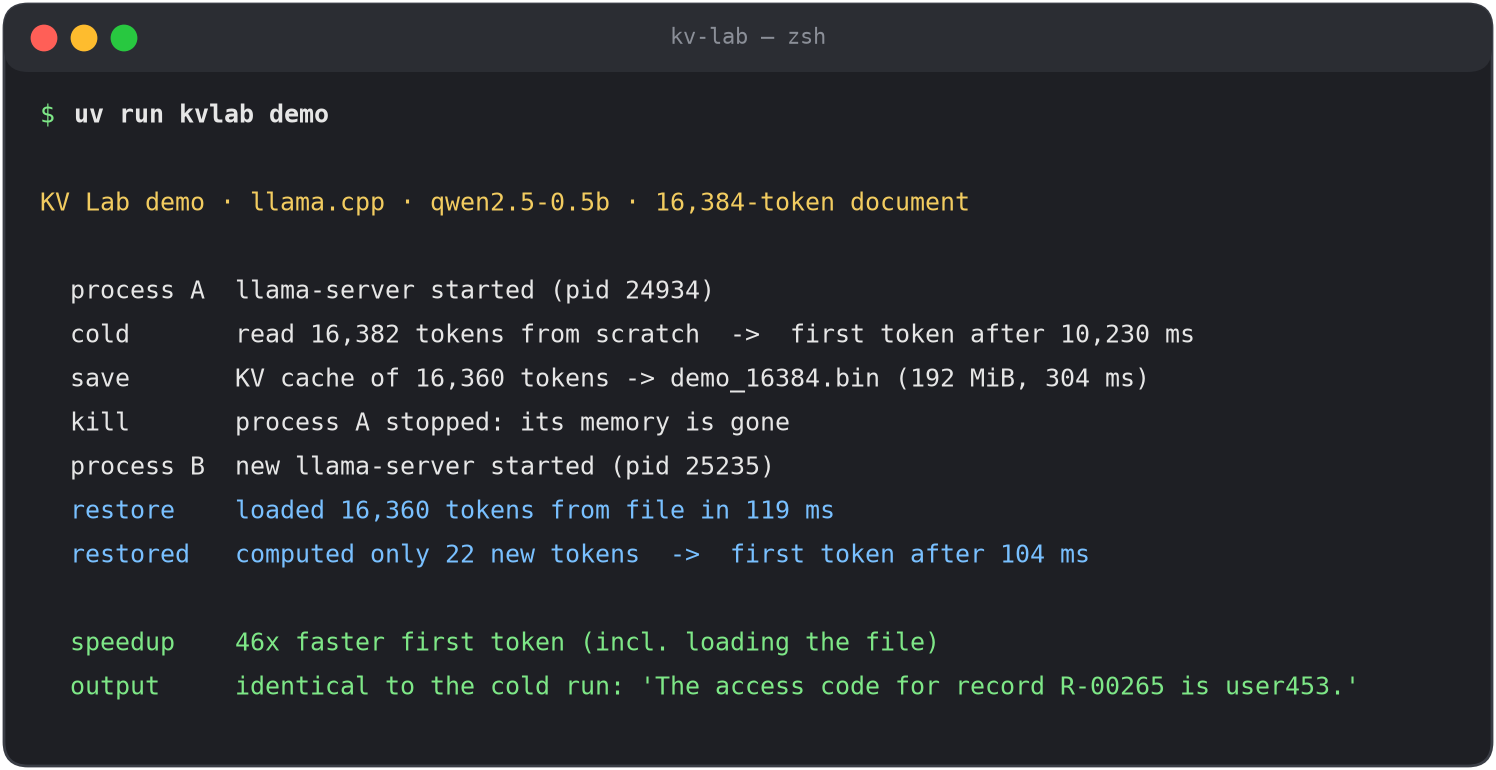 kv-lab — zsh
$ uv run kvlab demo
KV Lab demo · llama.cpp · qwen2.5-0.5b · 16,384-token document
process A  llama-server started (pid 24934)
cold       read 16,382 tokens from scratch  ->  first token after 10,230 ms
save       KV cache of 16,360 tokens -> demo_16384.bin (192 MiB, 304 ms)
kill       process A stopped: its memory is gone
process B  new llama-server started (pid 25235)
restore    loaded 16,360 tokens from file in 119 ms
restored   computed only 22 new tokens  ->  first token after 104 ms
speedup    46x faster first token (incl. loading the file)
output     identical to the cold run: 'The access code for record R-00265 is user453.'